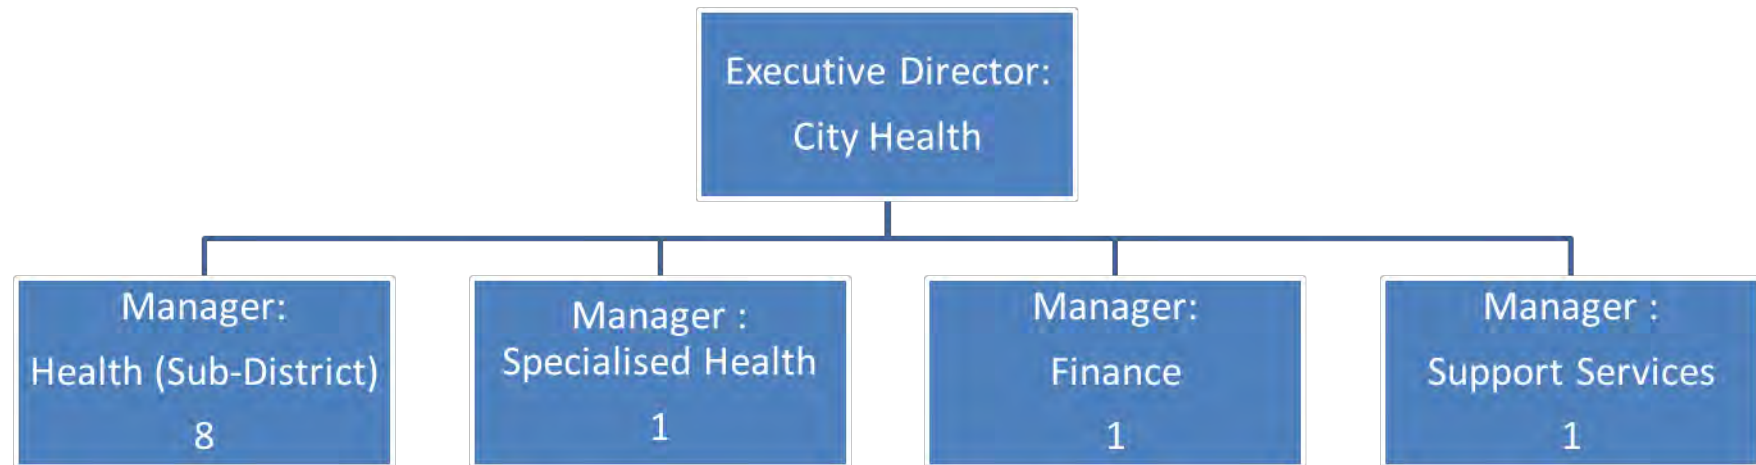 Executive Director:
City Health
Manager:
Health (Sub-District)
8
Manager :
Specialised Health
1
Manager:
Finance
1
Manager :
Support Services
1